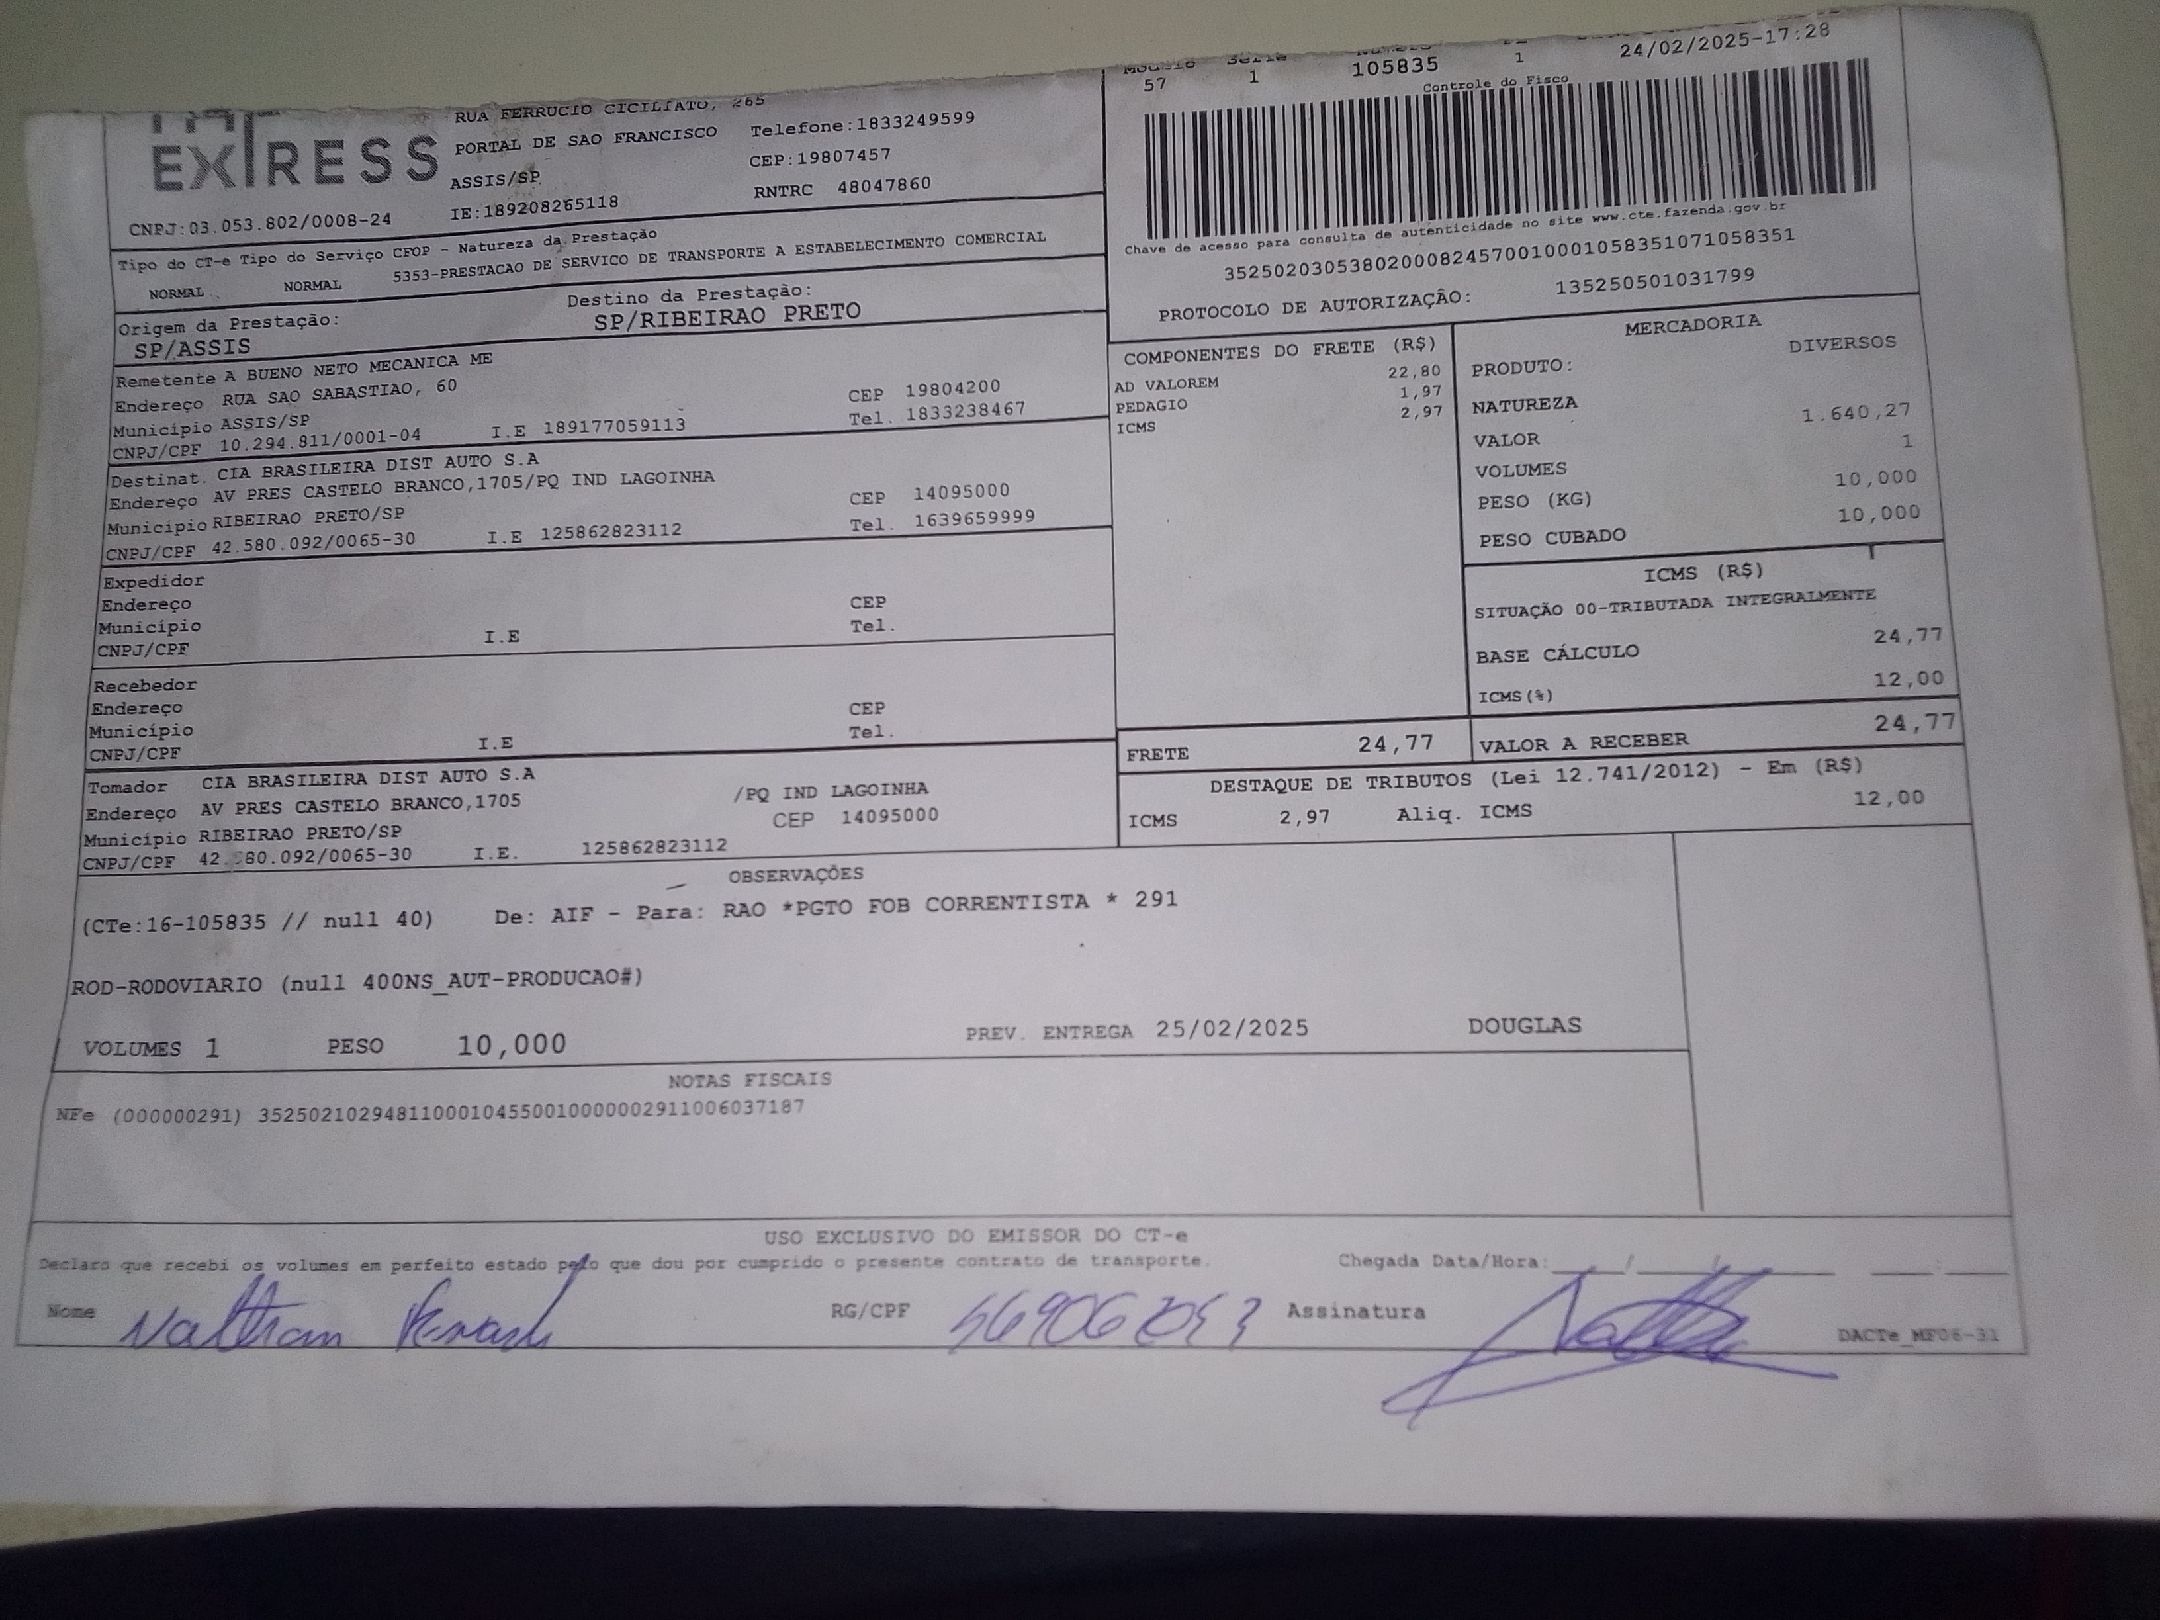 EXPRESS
RUA FERRUCIO CICILIATO, 265
PORTAL DE SAO FRANCISCO Telefone:1833249599
ASSIS/SP CEP:19807457
CNPJ:03.053.802/0008-24 IE:189208265118 RNTRC 48047860
Tipo do CT-e Tipo do Serviço CFOP - Natureza da Prestação
NORMAL NORMAL 5353-PRESTACAO DE SERVICO DE TRANSPORTE A ESTABELECIMENTO COMERCIAL
Origem da Prestação: Destino da Prestação:
SP/ASSIS SP/RIBEIRAO PRETO
Remetente A BUENO NETO MECANICA ME
Endereço RUA SAO SABASTIAO, 60 CEP 19804200
Município ASSIS/SP Tel. 1833238467
CNPJ/CPF 10.294.811/0001-04 I.E 189177059113
Destinat. CIA BRASILEIRA DIST AUTO S.A
Endereço AV PRES CASTELO BRANCO,1705/PQ IND LAGOINHA CEP 14095000
Município RIBEIRAO PRETO/SP Tel. 1639659999
CNPJ/CPF 42.580.092/0065-30 I.E 125862823112
Expedidor
Endereço CEP
Município Tel.
CNPJ/CPF I.E
Recebedor
Endereço CEP
Município Tel.
CNPJ/CPF I.E
Tomador CIA BRASILEIRA DIST AUTO S.A
Endereço AV PRES CASTELO BRANCO,1705 /PQ IND LAGOINHA
Município RIBEIRAO PRETO/SP CEP 14095000
CNPJ/CPF 42.580.092/0065-30 I.E. 125862823112
57 1 105835 1 24/02/2025-17:28
Controle do Fisco
Chave de acesso para consulta de autenticidade no site www.cte.fazenda.gov.br
35250203053802000824570010001058351071058351
PROTOCOLO DE AUTORIZAÇÃO: 135250501031799
COMPONENTES DO FRETE (R$)
AD VALOREM 22,80
PEDAGIO 1,97
ICMS 2,97
MERCADORIA
PRODUTO: DIVERSOS
NATUREZA
VALOR 1.640,27
VOLUMES 1
PESO (KG) 10,000
PESO CUBADO 10,000
ICMS (R$)
SITUAÇÃO 00-TRIBUTADA INTEGRALMENTE
BASE CÁLCULO 24,77
ICMS(%) 12,00
FRETE 24,77 VALOR A RECEBER 24,77
DESTAQUE DE TRIBUTOS (Lei 12.741/2012) - Em (R$)
ICMS 2,97 Aliq. ICMS 12,00
OBSERVAÇÕES
(CTe:16-105835 // null 40) De: AIF - Para: RAO *PGTO FOB CORRENTISTA * 291
ROD-RODOVIARIO (null 400NS_AUT-PRODUCAO#)
VOLUMES 1 PESO 10,000 PREV. ENTREGA 25/02/2025 DOUGLAS
NOTAS FISCAIS
NFe (000000291) 35250210294811000104550010000002911006037187
USO EXCLUSIVO DO EMISSOR DO CT-e
Declaro que recebi os volumes em perfeito estado pelo que dou por cumprido o presente contrato de transporte. Chegada Data/Hora:____/____/____
Nome RG/CPF Assinatura
DACTe_MF06-31